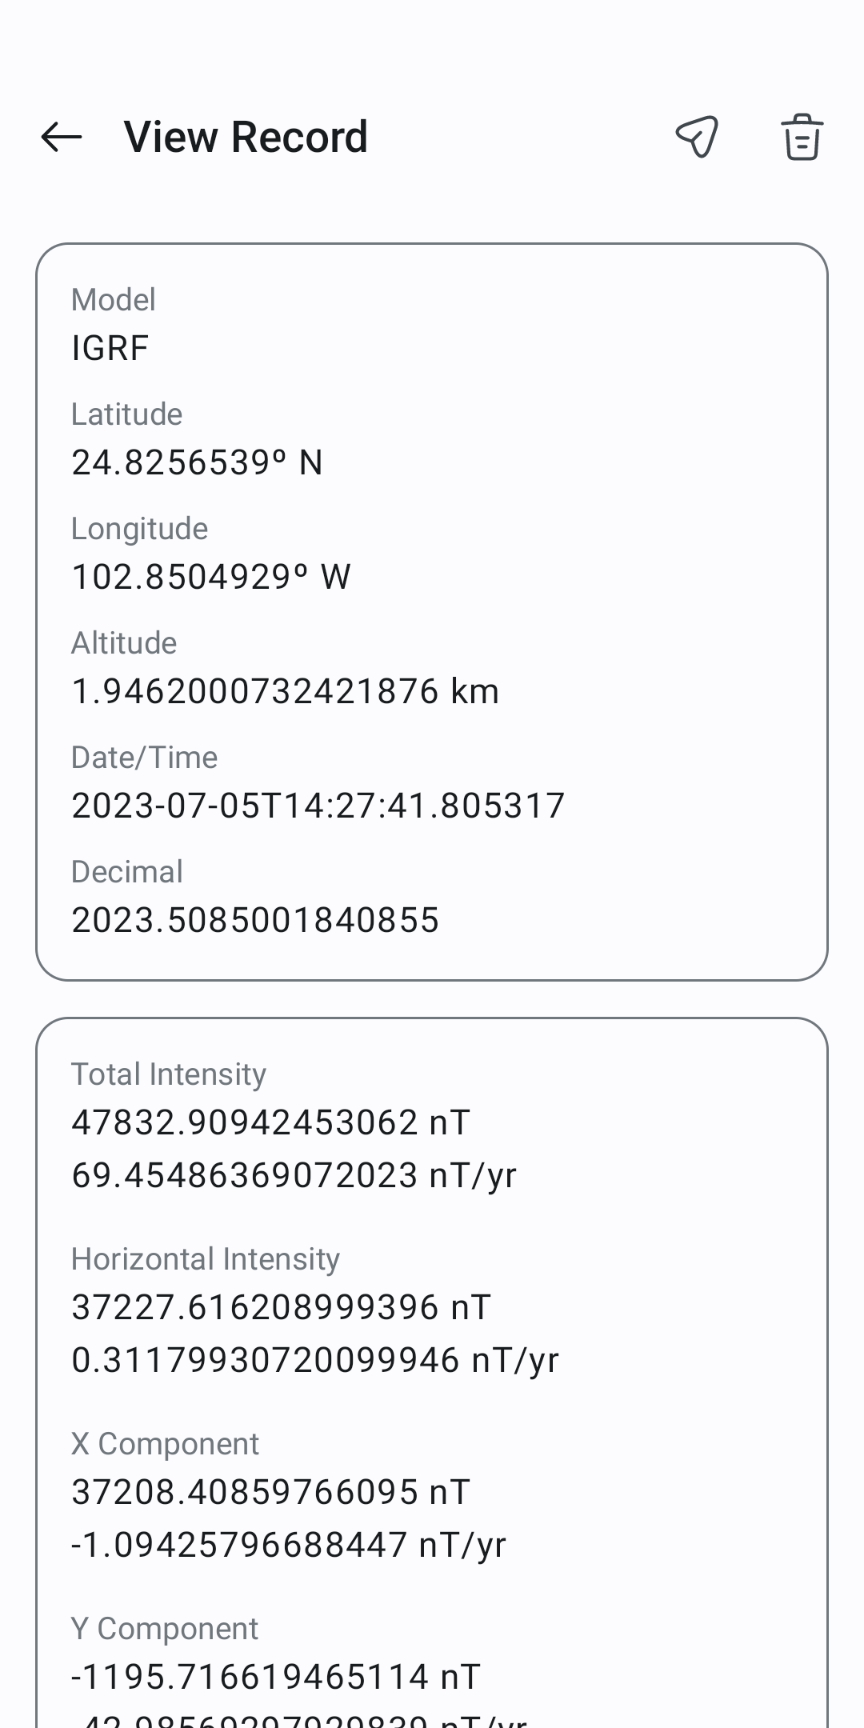 View Record
Model
IGRF
Latitude
24.8256539º N
Longitude
102.8504929º W
Altitude
1.9462000732421876 km
Date/Time
2023-07-05T14:27:41.805317
Decimal
2023.5085001840855
Total Intensity
47832.90942453062 nT
69.45486369072023 nT/yr
Horizontal Intensity
37227.616208999396 nT
0.31179930720099946 nT/yr
X Component
37208.40859766095 nT
-1.09425796688447 nT/yr
Y Component
-1195.716619465114 nT
nT/yr